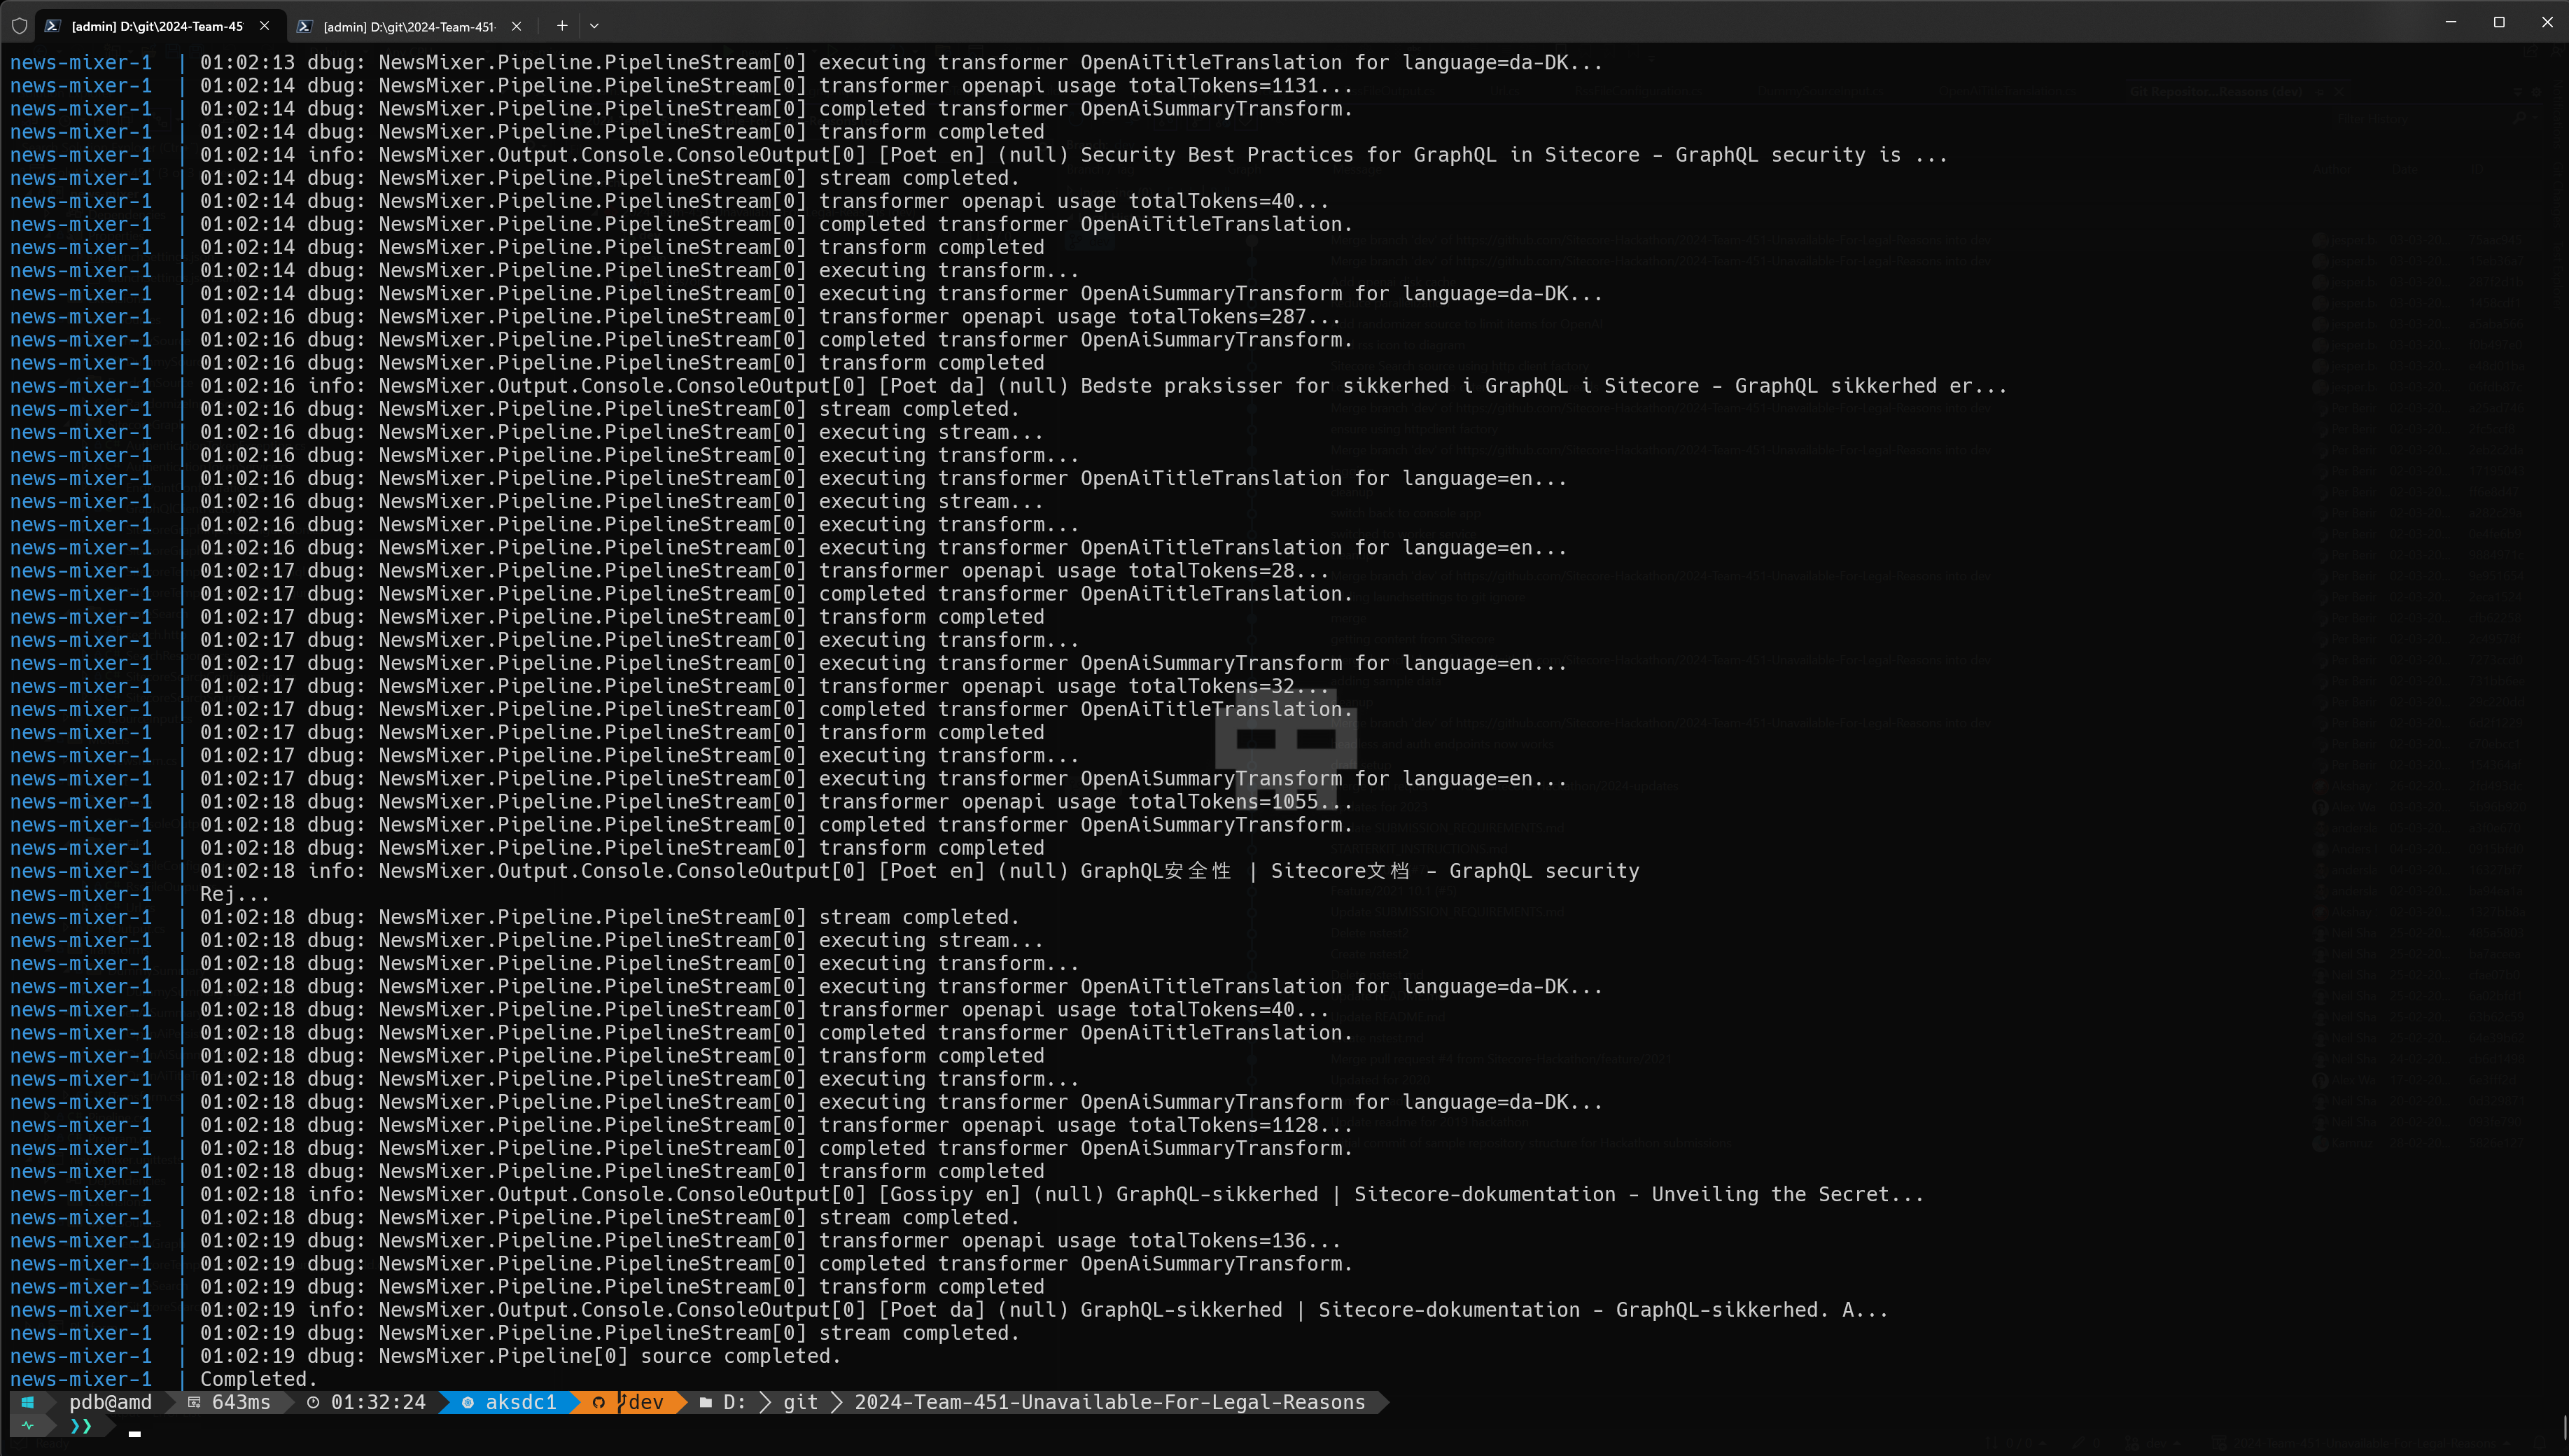 [admin] D:\git\2024-Team-45
[admin] D:\git\2024-Team-451-
news-mixer-1 | 01:02:13 dbug: NewsMixer.Pipeline.PipelineStream[0] executing transformer OpenAiTitleTranslation for language=da-DK...
news-mixer-1 | 01:02:14 dbug: NewsMixer.Pipeline.PipelineStream[0] transformer openapi usage totalTokens=1131...
news-mixer-1 | 01:02:14 dbug: NewsMixer.Pipeline.PipelineStream[0] completed transformer OpenAiSummaryTransform.
news-mixer-1 | 01:02:14 dbug: NewsMixer.Pipeline.PipelineStream[0] transform completed
news-mixer-1 | 01:02:14 info: NewsMixer.Output.Console.ConsoleOutput[0] [Poet en] (null) Security Best Practices for GraphQL in Sitecore - GraphQL security is ...
news-mixer-1 | 01:02:14 dbug: NewsMixer.Pipeline.PipelineStream[0] stream completed.
news-mixer-1 | 01:02:14 dbug: NewsMixer.Pipeline.PipelineStream[0] transformer openapi usage totalTokens=40...
news-mixer-1 | 01:02:14 dbug: NewsMixer.Pipeline.PipelineStream[0] completed transformer OpenAiTitleTranslation.
news-mixer-1 | 01:02:14 dbug: NewsMixer.Pipeline.PipelineStream[0] transform completed
news-mixer-1 | 01:02:14 dbug: NewsMixer.Pipeline.PipelineStream[0] executing transform...
news-mixer-1 | 01:02:14 dbug: NewsMixer.Pipeline.PipelineStream[0] executing transformer OpenAiSummaryTransform for language=da-DK...
news-mixer-1 | 01:02:16 dbug: NewsMixer.Pipeline.PipelineStream[0] transformer openapi usage totalTokens=287...
news-mixer-1 | 01:02:16 dbug: NewsMixer.Pipeline.PipelineStream[0] completed transformer OpenAiSummaryTransform.
news-mixer-1 | 01:02:16 dbug: NewsMixer.Pipeline.PipelineStream[0] transform completed
news-mixer-1 | 01:02:16 info: NewsMixer.Output.Console.ConsoleOutput[0] [Poet da] (null) Bedste praksisser for sikkerhed i GraphQL i Sitecore - GraphQL sikkerhed er...
news-mixer-1 | 01:02:16 dbug: NewsMixer.Pipeline.PipelineStream[0] stream completed.
news-mixer-1 | 01:02:16 dbug: NewsMixer.Pipeline.PipelineStream[0] executing stream...
news-mixer-1 | 01:02:16 dbug: NewsMixer.Pipeline.PipelineStream[0] executing transform...
news-mixer-1 | 01:02:16 dbug: NewsMixer.Pipeline.PipelineStream[0] executing transformer OpenAiTitleTranslation for language=en...
news-mixer-1 | 01:02:16 dbug: NewsMixer.Pipeline.PipelineStream[0] executing stream...
news-mixer-1 | 01:02:16 dbug: NewsMixer.Pipeline.PipelineStream[0] executing transform...
news-mixer-1 | 01:02:16 dbug: NewsMixer.Pipeline.PipelineStream[0] executing transformer OpenAiTitleTranslation for language=en...
news-mixer-1 | 01:02:17 dbug: NewsMixer.Pipeline.PipelineStream[0] transformer openapi usage totalTokens=28...
news-mixer-1 | 01:02:17 dbug: NewsMixer.Pipeline.PipelineStream[0] completed transformer OpenAiTitleTranslation.
news-mixer-1 | 01:02:17 dbug: NewsMixer.Pipeline.PipelineStream[0] transform completed
news-mixer-1 | 01:02:17 dbug: NewsMixer.Pipeline.PipelineStream[0] executing transform...
news-mixer-1 | 01:02:17 dbug: NewsMixer.Pipeline.PipelineStream[0] executing transformer OpenAiSummaryTransform for language=en...
news-mixer-1 | 01:02:17 dbug: NewsMixer.Pipeline.PipelineStream[0] transformer openapi usage totalTokens=32...
news-mixer-1 | 01:02:17 dbug: NewsMixer.Pipeline.PipelineStream[0] completed transformer OpenAiTitleTranslation.
news-mixer-1 | 01:02:17 dbug: NewsMixer.Pipeline.PipelineStream[0] transform completed
news-mixer-1 | 01:02:17 dbug: NewsMixer.Pipeline.PipelineStream[0] executing transform...
news-mixer-1 | 01:02:17 dbug: NewsMixer.Pipeline.PipelineStream[0] executing transformer OpenAiSummaryTransform for language=en...
news-mixer-1 | 01:02:18 dbug: NewsMixer.Pipeline.PipelineStream[0] transformer openapi usage totalTokens=1055...
news-mixer-1 | 01:02:18 dbug: NewsMixer.Pipeline.PipelineStream[0] completed transformer OpenAiSummaryTransform.
news-mixer-1 | 01:02:18 dbug: NewsMixer.Pipeline.PipelineStream[0] transform completed
news-mixer-1 | 01:02:18 info: NewsMixer.Output.Console.ConsoleOutput[0] [Poet en] (null) GraphQL安全性 | Sitecore文档 - GraphQL security
news-mixer-1 | Rej...
news-mixer-1 | 01:02:18 dbug: NewsMixer.Pipeline.PipelineStream[0] stream completed.
news-mixer-1 | 01:02:18 dbug: NewsMixer.Pipeline.PipelineStream[0] executing stream...
news-mixer-1 | 01:02:18 dbug: NewsMixer.Pipeline.PipelineStream[0] executing transform...
news-mixer-1 | 01:02:18 dbug: NewsMixer.Pipeline.PipelineStream[0] executing transformer OpenAiTitleTranslation for language=da-DK...
news-mixer-1 | 01:02:18 dbug: NewsMixer.Pipeline.PipelineStream[0] transformer openapi usage totalTokens=40...
news-mixer-1 | 01:02:18 dbug: NewsMixer.Pipeline.PipelineStream[0] completed transformer OpenAiTitleTranslation.
news-mixer-1 | 01:02:18 dbug: NewsMixer.Pipeline.PipelineStream[0] transform completed
news-mixer-1 | 01:02:18 dbug: NewsMixer.Pipeline.PipelineStream[0] executing transform...
news-mixer-1 | 01:02:18 dbug: NewsMixer.Pipeline.PipelineStream[0] executing transformer OpenAiSummaryTransform for language=da-DK...
news-mixer-1 | 01:02:18 dbug: NewsMixer.Pipeline.PipelineStream[0] transformer openapi usage totalTokens=1128...
news-mixer-1 | 01:02:18 dbug: NewsMixer.Pipeline.PipelineStream[0] completed transformer OpenAiSummaryTransform.
news-mixer-1 | 01:02:18 dbug: NewsMixer.Pipeline.PipelineStream[0] transform completed
news-mixer-1 | 01:02:18 info: NewsMixer.Output.Console.ConsoleOutput[0] [Gossipy en] (null) GraphQL-sikkerhed | Sitecore-dokumentation - Unveiling the Secret...
news-mixer-1 | 01:02:18 dbug: NewsMixer.Pipeline.PipelineStream[0] stream completed.
news-mixer-1 | 01:02:19 dbug: NewsMixer.Pipeline.PipelineStream[0] transformer openapi usage totalTokens=136...
news-mixer-1 | 01:02:19 dbug: NewsMixer.Pipeline.PipelineStream[0] completed transformer OpenAiSummaryTransform.
news-mixer-1 | 01:02:19 dbug: NewsMixer.Pipeline.PipelineStream[0] transform completed
news-mixer-1 | 01:02:19 info: NewsMixer.Output.Console.ConsoleOutput[0] [Poet da] (null) GraphQL-sikkerhed | Sitecore-dokumentation - GraphQL-sikkerhed. A...
news-mixer-1 | 01:02:19 dbug: NewsMixer.Pipeline.PipelineStream[0] stream completed.
news-mixer-1 | 01:02:19 dbug: NewsMixer.Pipeline[0] source completed.
news-mixer-1 | Completed.
pdb@amd 643ms 01:32:24 aksdc1 dev D: git 2024-Team-451-Unavailable-For-Legal-Reasons
❯❯